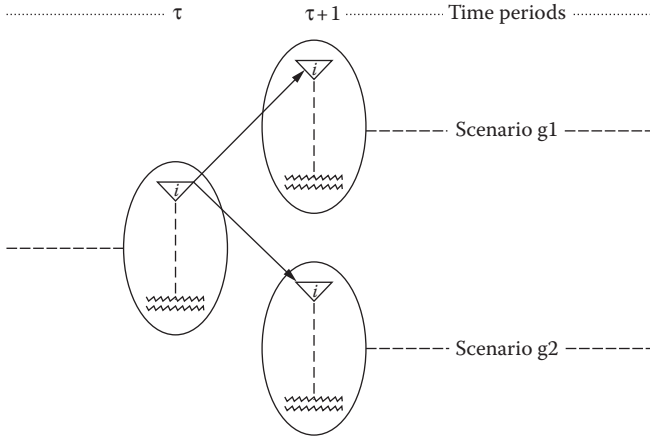 τ τ+1 Time periods
i
Scenario g1
i
i
Scenario g2